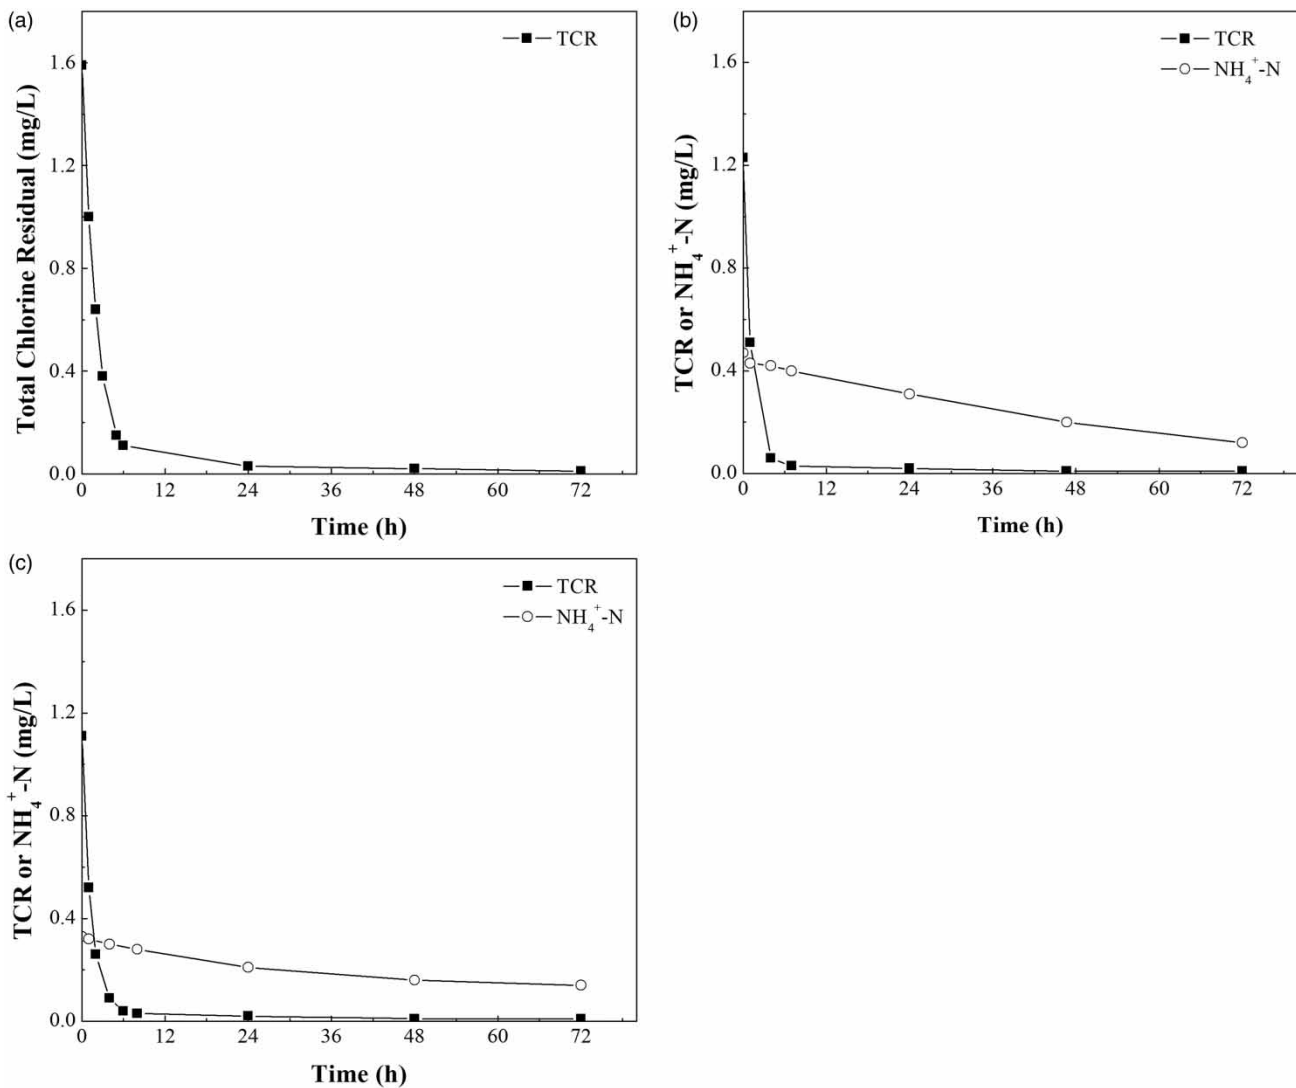 (a)
TCR
Total Chlorine Residual (mg/L)
1.6
1.2
0.8
0.4
0.0
0 12 24 36 48 60 72
Time (h)
(b)
TCR
NH₄⁺-N
TCR or NH₄⁺-N (mg/L)
1.6
1.2
0.8
0.4
0.0
0 12 24 36 48 60 72
Time (h)
(c)
TCR
NH₄⁺-N
TCR or NH₄⁺-N (mg/L)
1.6
1.2
0.8
0.4
0.0
0 12 24 36 48 60 72
Time (h)